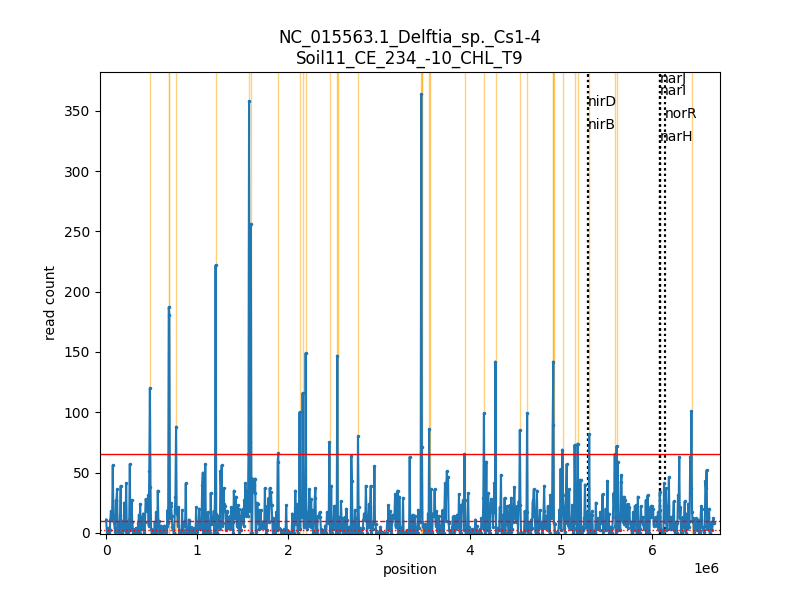 NC_015563.1_Delftia_sp._Cs1-4
Soil11_CE_234_-10_CHL_T9
narJ
narI
nirD
norR
nirB
narH
350
300
250
200
150
100
50
0
read count
0 1 2 3 4 5 6
1e6
position